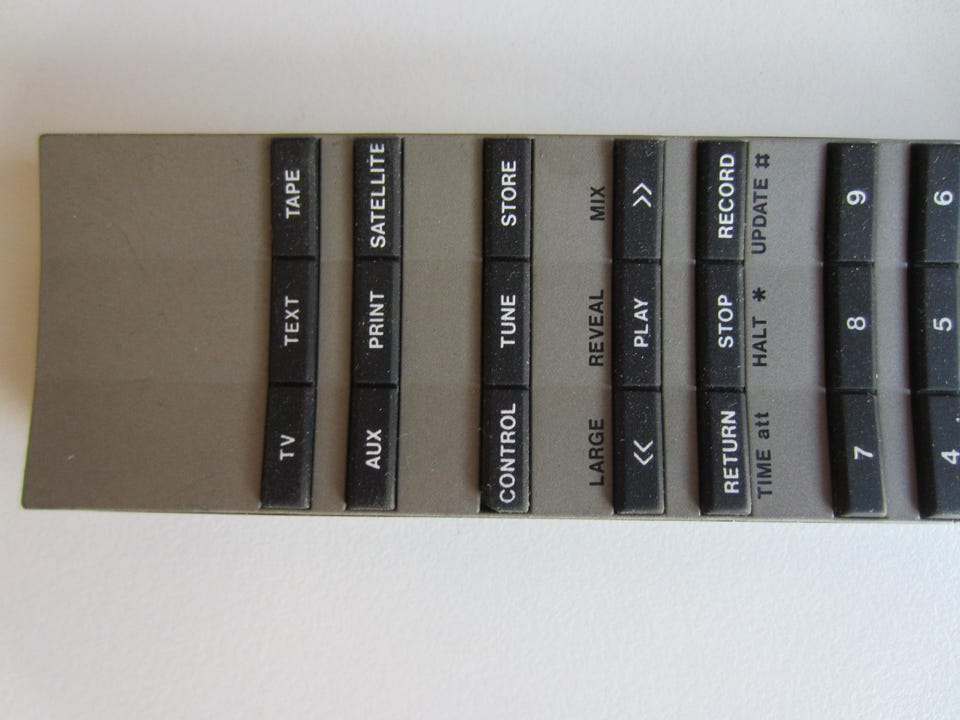 TV TEXT TAPE
AUX PRINT SATELLITE
CONTROL TUNE STORE
LARGE REVEAL MIX
<< PLAY >>
RETURN STOP RECORD
TIME att HALT * UPDATE #
7 8 9
4 5 6